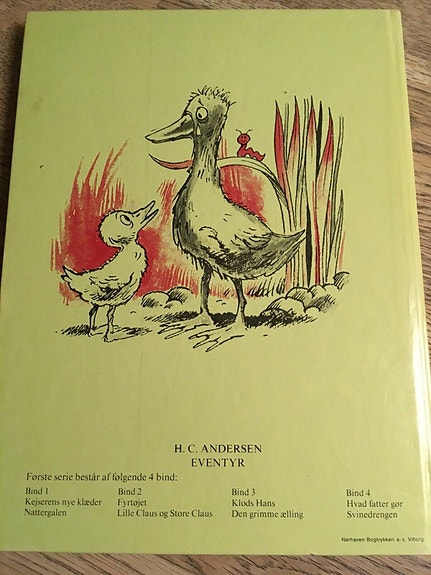 H. C. ANDERSEN
EVENTYR
Første serie består af følgende 4 bind:
Bind 1
Kejserens nye klæder
Nattergalen
Bind 2
Fyrtøjet
Lille Claus og Store Claus
Bind 3
Klods Hans
Den grimme ælling
Bind 4
Hvad fatter gør
Svinedrengen
Nørhaven Bogtrykkeri a/s, Viborg